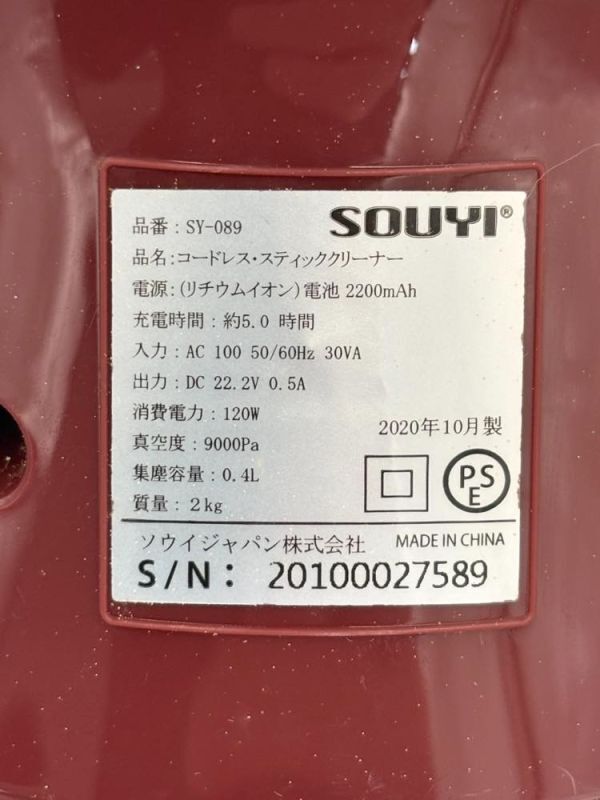 SOUYI®
品番：SY-089
品名：コードレス・スティッククリーナー
電源：(リチウムイオン)電池 2200mAh
充電時間：約5.0 時間
入力：AC 100 50/60Hz 30VA
出力：DC 22.2V 0.5A
消費電力：120W
真空度：9000Pa
集塵容量：0.4L
質量：2kg
2020年10月製
PSE
ソウイジャパン株式会社 MADE IN CHINA
S/N： 20100027589